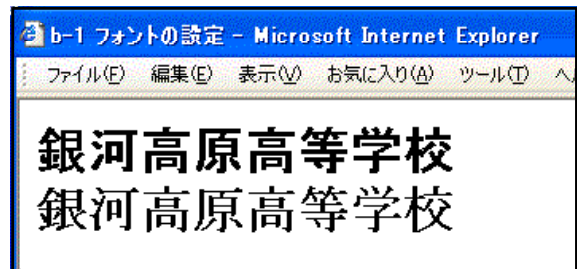 b-1 フォントの設定 - Microsoft Internet Explorer
ファイル(F) 編集(E) 表示(V) お気に入り(A) ツール(T) ヘ
銀河高原高等学校
銀河高原高等学校